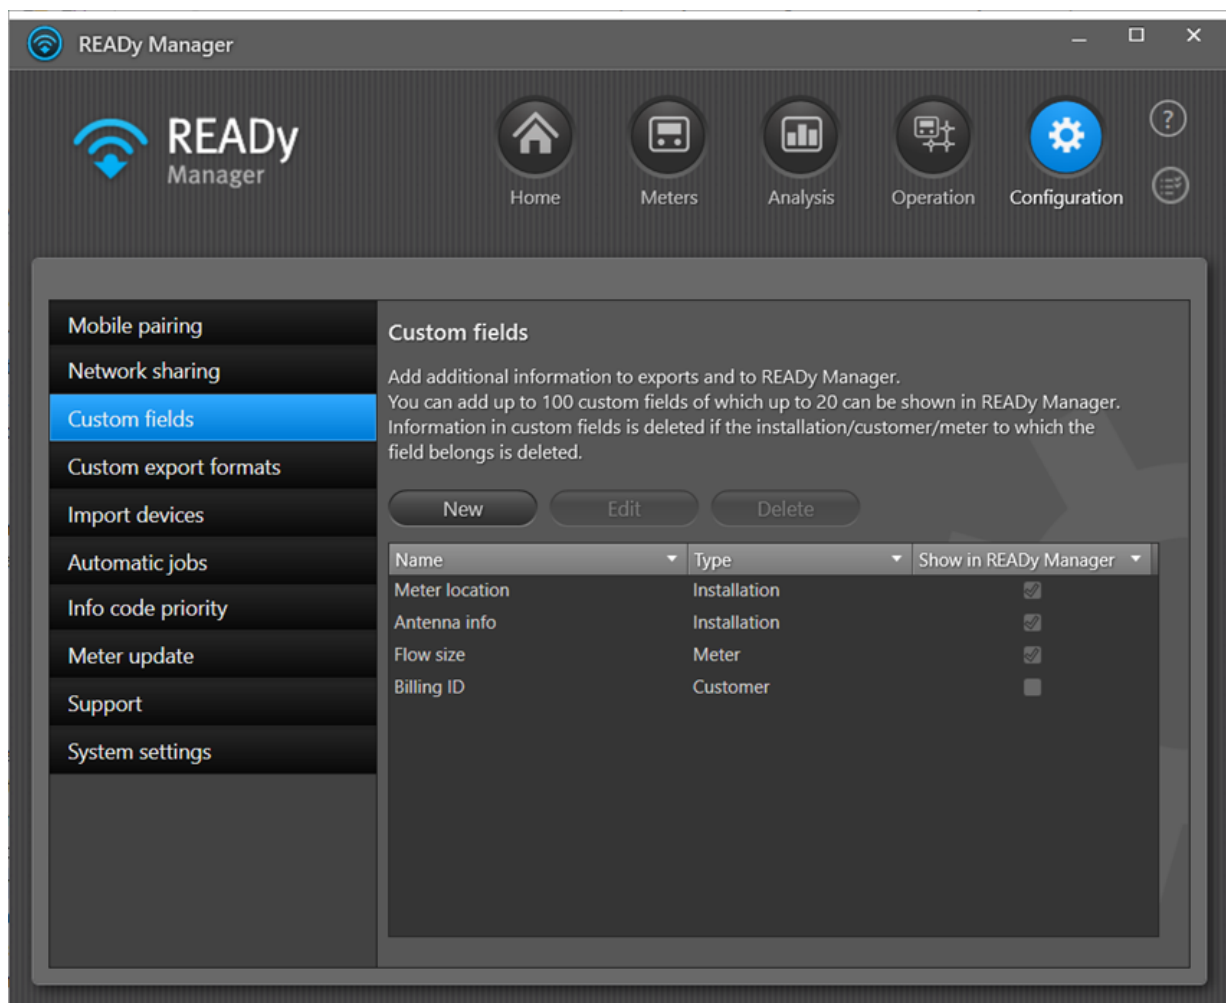 READy Manager
READy
Manager
Home
Meters
Analysis
Operation
Configuration
?
Mobile pairing
Network sharing
Custom fields
Custom export formats
Import devices
Automatic jobs
Info code priority
Meter update
Support
System settings
Custom fields
Add additional information to exports and to READy Manager.
You can add up to 100 custom fields of which up to 20 can be shown in READy Manager.
Information in custom fields is deleted if the installation/customer/meter to which the
field belongs is deleted.
New Edit Delete
Name Type Show in READy Manager
Meter location Installation
Antenna info Installation
Flow size Meter
Billing ID Customer